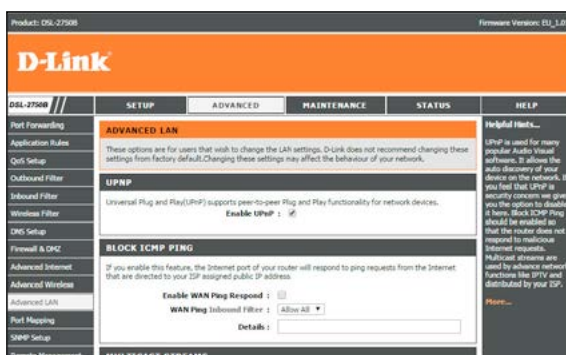 Product: DSL-2750B
Firmware Version: EU_1.0
D-Link
DSL-2750B
SETUP
ADVANCED
MAINTENANCE
STATUS
HELP
Port Forwarding
Application Rules
QoS Setup
Outbound Filter
Inbound Filter
Wireless Filter
DNS Setup
Firewall & DMZ
Advanced Internet
Advanced Wireless
Advanced LAN
Port Mapping
SNMP Setup
Remote Management
ADVANCED LAN
These options are for users that wish to change the LAN settings. D-Link does not recommend changing these
settings from factory default.Changing these settings may affect the behaviour of your network.
UPNP
Universal Plug and Play(UPnP) supports peer-to-peer Plug and Play functionality for network devices.
Enable UPnP :
BLOCK ICMP PING
If you enable this feature, the Internet port of your router will respond to ping requests from the Internet
that are directed to your ISP assigned public IP address.
Enable WAN Ping Respond :
WAN Ping Inbound Filter : Allow All
Details :
MULTICAST STREAMS
Helpful Hints...
UPnP is used for many
popular Audio Visual
software. It allows the
auto discovery of your
device on the network. If
you feel that UPnP is
security concern we give
you the option to disable
it here. Block ICMP Ping
should be enabled so
that the router does not
respond to malicious
Internet requests.
Multicast streams are
used by advance network
functions like IPTV and
distributed by your ISP.
More...